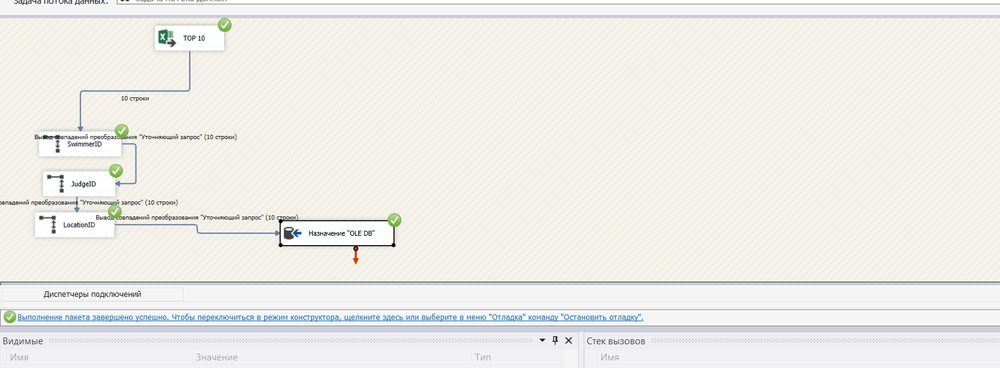 Задача потока данных:
Задача потока данных
TOP 10
10 строки
Вывод совпадений преобразования "Уточняющий запрос" (10 строки)
SwimmerID
JudgeID
овпадений преобразования "Уточняющий запрос" (10 строки)
Вывод совпадений преобразования "Уточняющий запрос" (10 строки)
LocationID
Назначение "OLE DB"
Диспетчеры подключений
Выполнение пакета завершено успешно. Чтобы переключиться в режим конструктора, щелкните здесь или выберите в меню "Отладка" команду "Остановить отладку".
Видимые
Стек вызовов
Имя Значение Тип
Имя